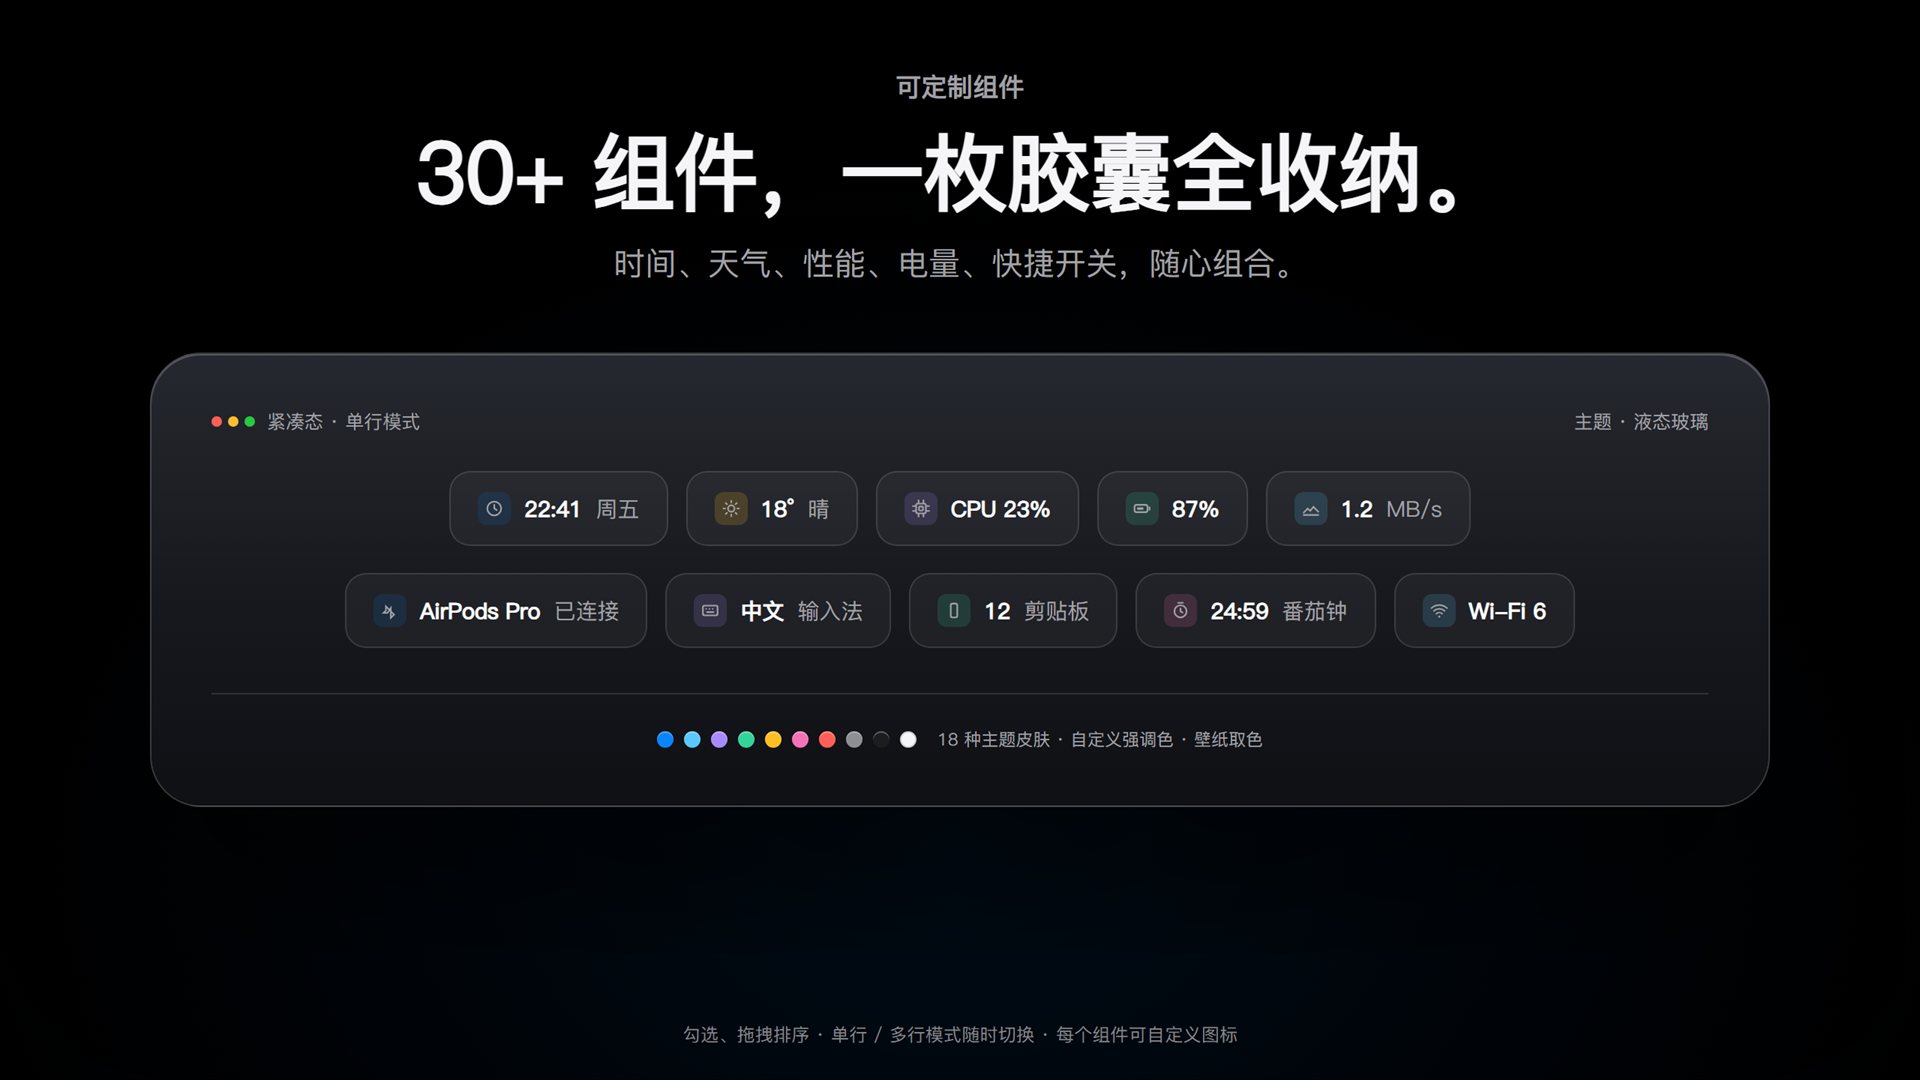 可定制组件
30+ 组件，一枚胶囊全收纳。
时间、天气、性能、电量、快捷开关，随心组合。
紧凑态 · 单行模式
主题 · 液态玻璃
22:41 周五
18° 晴
CPU 23%
87%
1.2 MB/s
AirPods Pro 已连接
中文 输入法
12 剪贴板
24:59 番茄钟
Wi-Fi 6
18 种主题皮肤 · 自定义强调色 · 壁纸取色
勾选、拖拽排序 · 单行 / 多行模式随时切换 · 每个组件可自定义图标